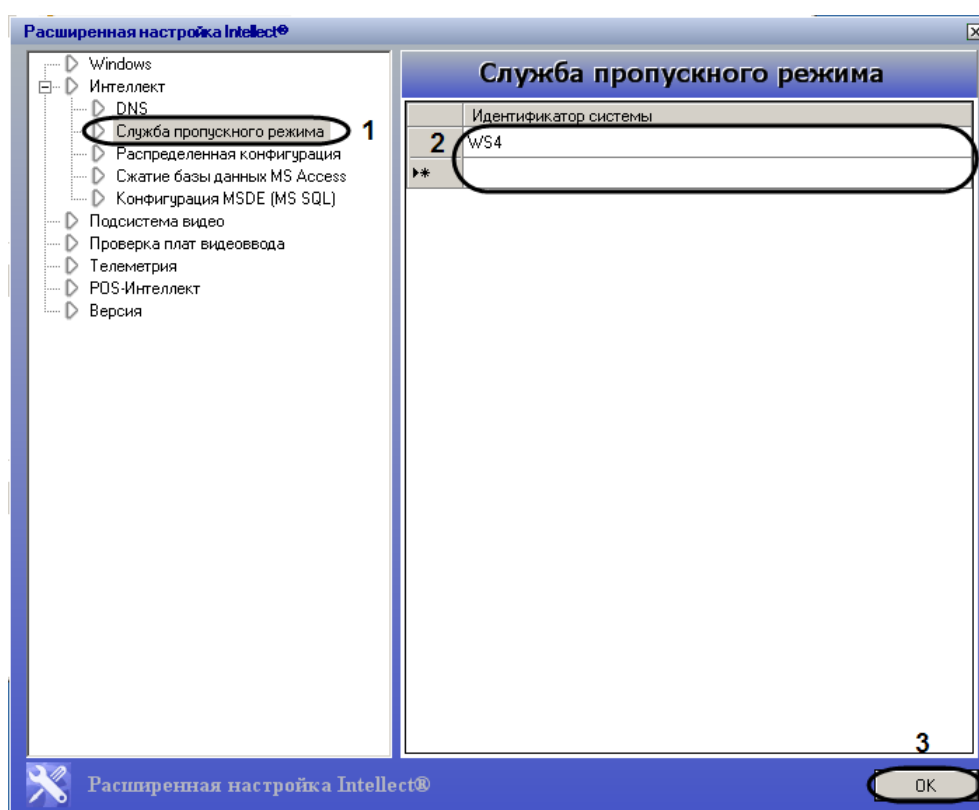 Расширенная настройка Intellect®
Windows
Интеллект
DNS
Служба пропускного режима 1
Распределенная конфигурация
Сжатие базы данных MS Access
Конфигурация MSDE (MS SQL)
Подсистема видео
Проверка плат видеоввода
Телеметрия
POS-Интеллект
Версия
Служба пропускного режима
Идентификатор системы
2 WS4
3
Расширенная настройка Intellect®
OK